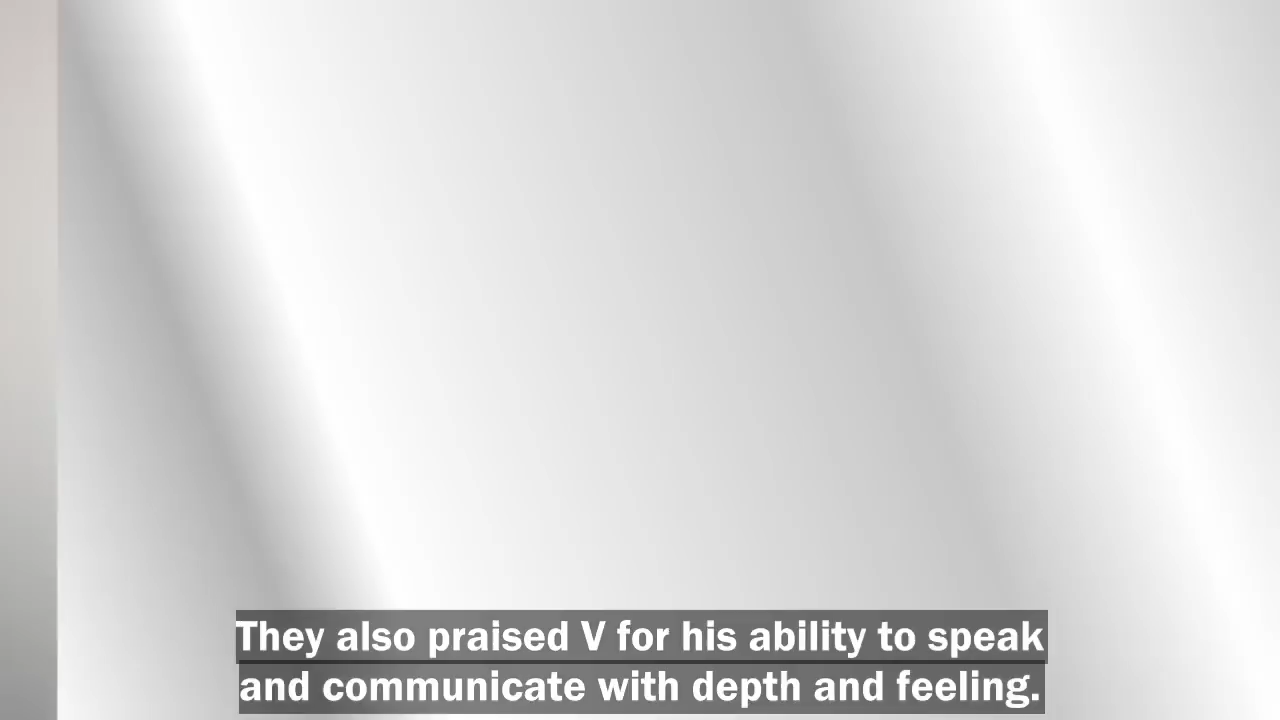 They also praised V for his ability to speak
and communicate with depth and feeling.